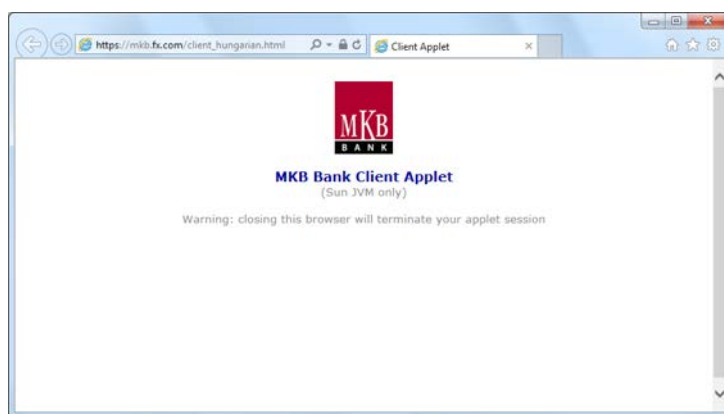 https://mkb.fx.com/client_hungarian.html
Client Applet
MKB
BANK
MKB Bank Client Applet
(Sun JVM only)
Warning: closing this browser will terminate your applet session